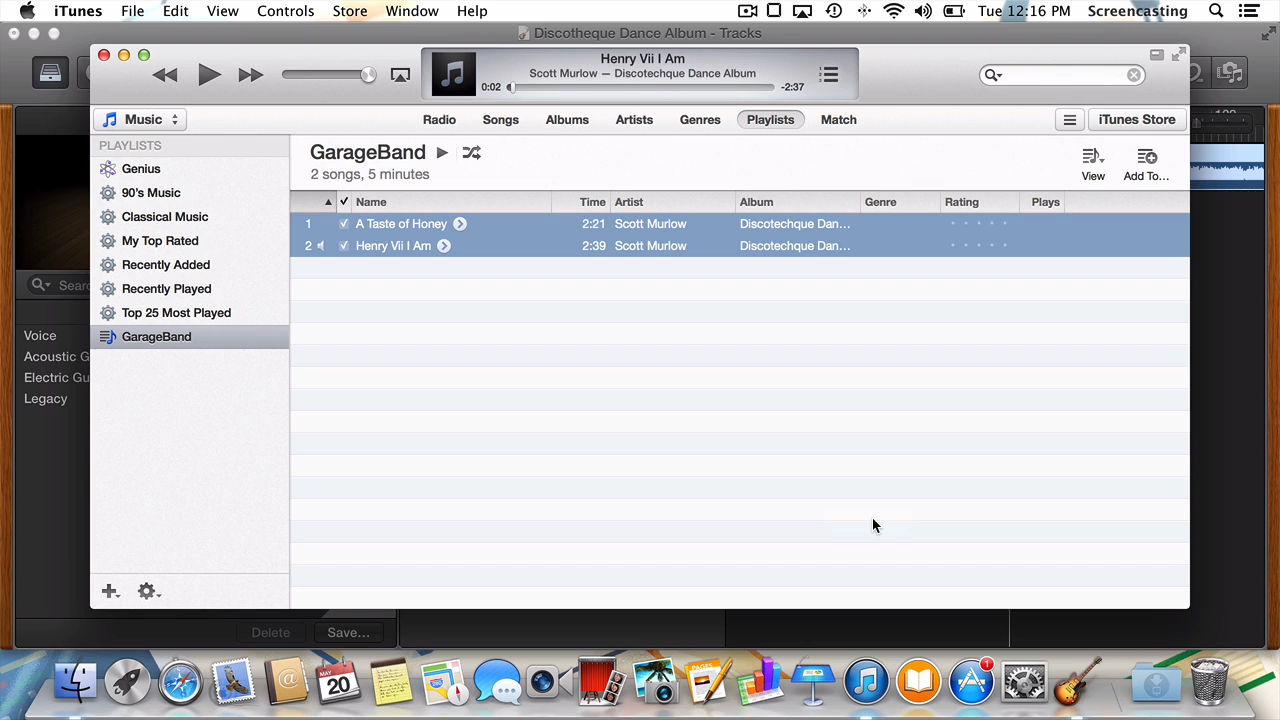 iTunes File Edit View Controls Store Window Help Tue 12:16 PM Screencasting
Discotheque Dance Album - Tracks
Henry Vii I Am
Scott Murlow — Discotechque Dance Album
0:02 -2:37
Music Radio Songs Albums Artists Genres Playlists Match iTunes Store
PLAYLISTS
Genius
90's Music
Classical Music
My Top Rated
Recently Added
Recently Played
Top 25 Most Played
GarageBand
GarageBand
2 songs, 5 minutes
View Add To...
Name Time Artist Album Genre Rating Plays
1 A Taste of Honey 2:21 Scott Murlow Discotechque Dan...
2 Henry Vii I Am 2:39 Scott Murlow Discotechque Dan...
Voice
Acoustic G
Electric Gu
Legacy
Delete Save...
MAY
20
PAGES
1